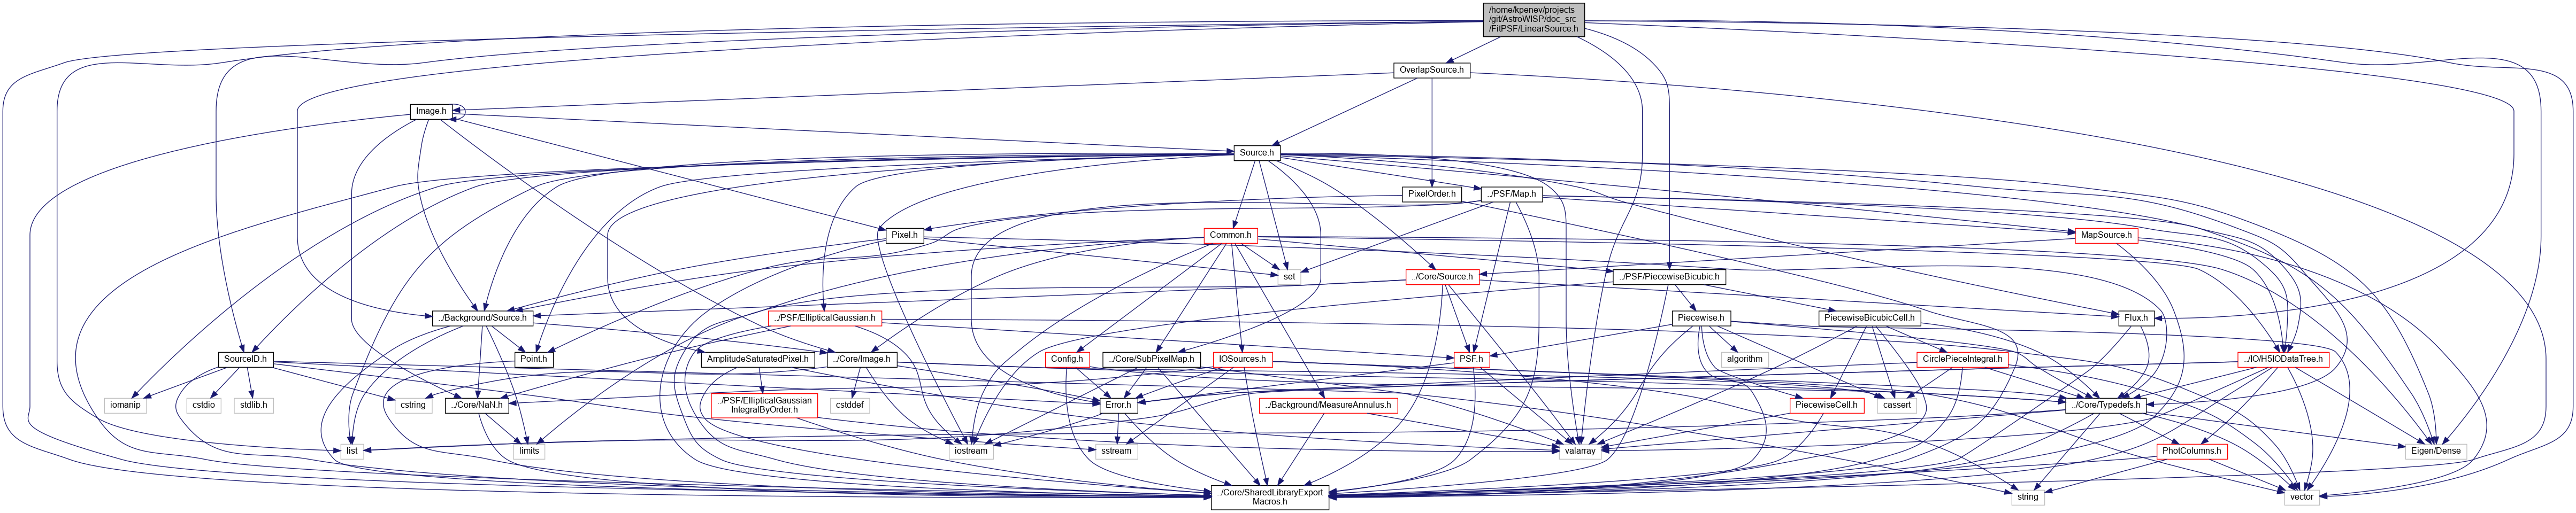 /home/kpenev/projects
/git/AstroWISP/doc_src
/FitPSF/LinearSource.h
OverlapSource.h
Image.h
Source.h
PixelOrder.h
../PSF/Map.h
Pixel.h
Common.h
MapSource.h
set
../Core/Source.h
../PSF/PiecewiseBicubic.h
../Background/Source.h
../PSF/EllipticalGaussian.h
Piecewise.h
PiecewiseBicubicCell.h
Flux.h
SourceID.h
Point.h
AmplitudeSaturatedPixel.h
../Core/Image.h
Config.h
../Core/SubPixelMap.h
IOSources.h
PSF.h
algorithm
CirclePieceIntegral.h
../IO/H5IODataTree.h
iomanip
cstdio
stdlib.h
cstring
../Core/NaN.h
../PSF/EllipticalGaussian
IntegralByOrder.h
cstddef
Error.h
../Background/MeasureAnnulus.h
PiecewiseCell.h
cassert
../Core/Typedefs.h
list
limits
sstream
iostream
valarray
PhotColumns.h
Eigen/Dense
../Core/SharedLibraryExport
Macros.h
string
vector